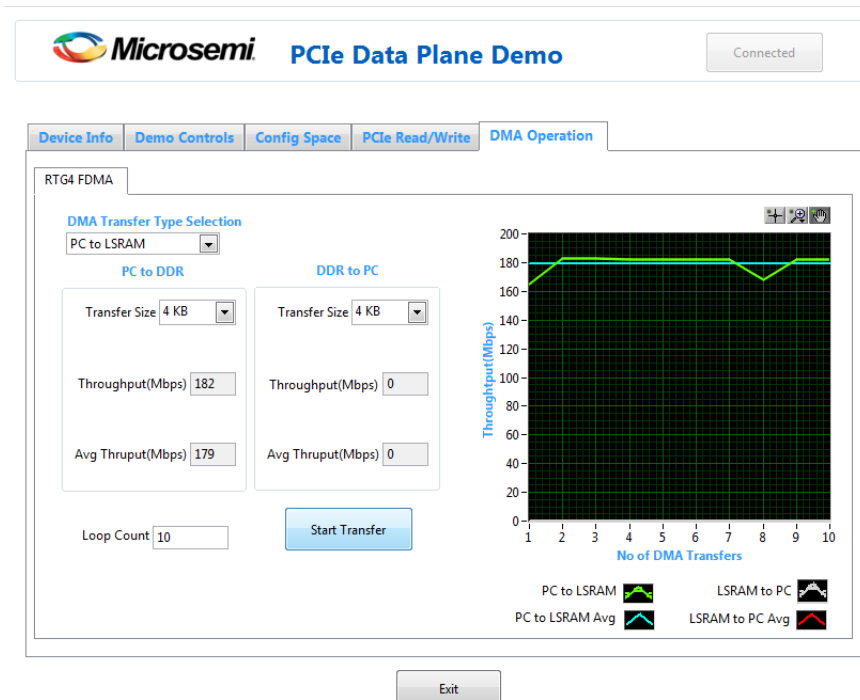 Microsemi.
PCIe Data Plane Demo
Connected
Device Info
Demo Controls
Config Space
PCIe Read/Write
DMA Operation
RTG4 FDMA
DMA Transfer Type Selection
PC to LSRAM
PC to DDR
Transfer Size 4 KB
Throughput(Mbps) 182
Avg Thruput(Mbps) 179
DDR to PC
Transfer Size 4 KB
Throughput(Mbps) 0
Avg Thruput(Mbps) 0
Loop Count 10
Start Transfer
Throughtput(Mbps)
200
180
160
140
120
100
80
60
40
20
0
1 2 3 4 5 6 7 8 9 10
No of DMA Transfers
PC to LSRAM
LSRAM to PC
PC to LSRAM Avg
LSRAM to PC Avg
Exit